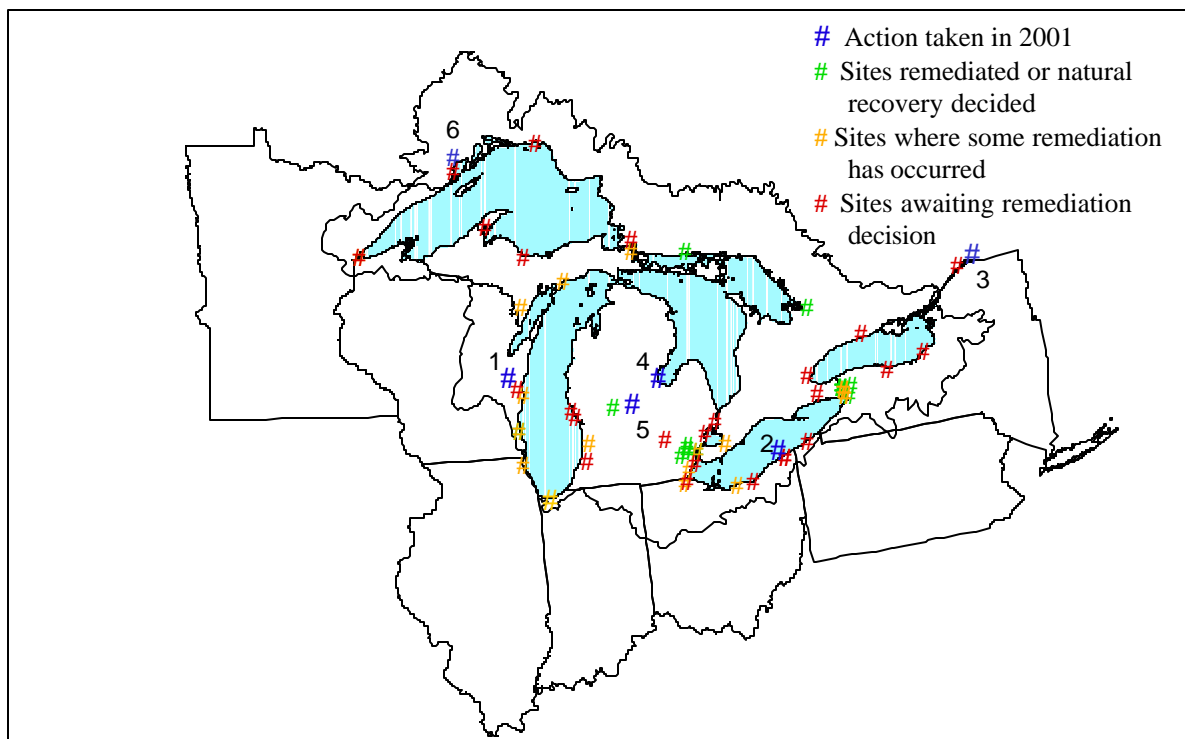 # Action taken in 2001
# Sites remediated or natural
recovery decided
# Sites where some remediation
has occurred
# Sites awaiting remediation
decision
6
3
1
4
5
2